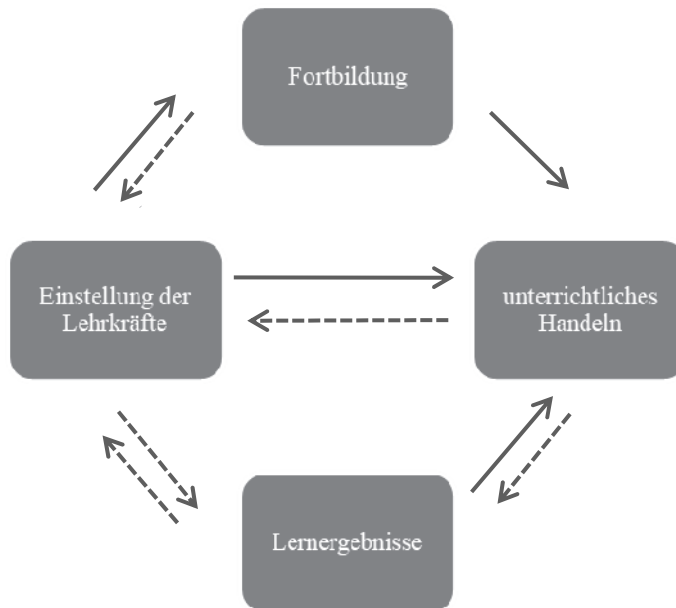 Fortbildung
Einstellung der
Lehrkräfte
unterrichtliches
Handeln
Lernergebnisse